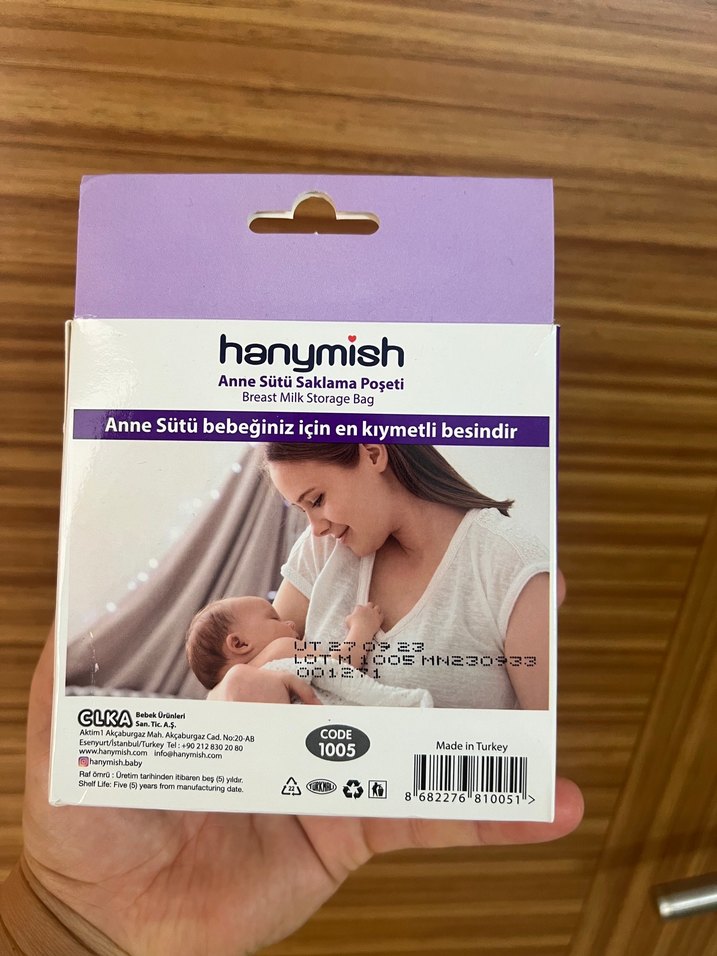 hanymish
Anne Sütü Saklama Poşeti
Breast Milk Storage Bag
Anne Sütü bebeğiniz için en kıymetli besindir
UT 27 09 23
LOT M 1005 MN230933
001271
CLKA Bebek Ürünleri
San. Tic. A.Ş.
Aktim1 Akçaburgaz Mah. Akçaburgaz Cad. No:20-AB
Esenyurt/İstanbul/Turkey Tel : +90 212 830 20 80
www.hanymish.com info@hanymish.com
hanymish.baby
Raf ömrü : Üretim tarihinden itibaren beş (5) yıldır.
Shelf Life: Five (5) years from manufacturing date.
CODE
1005
22
TÜRK MALI
Made in Turkey
8 682276 810051 >